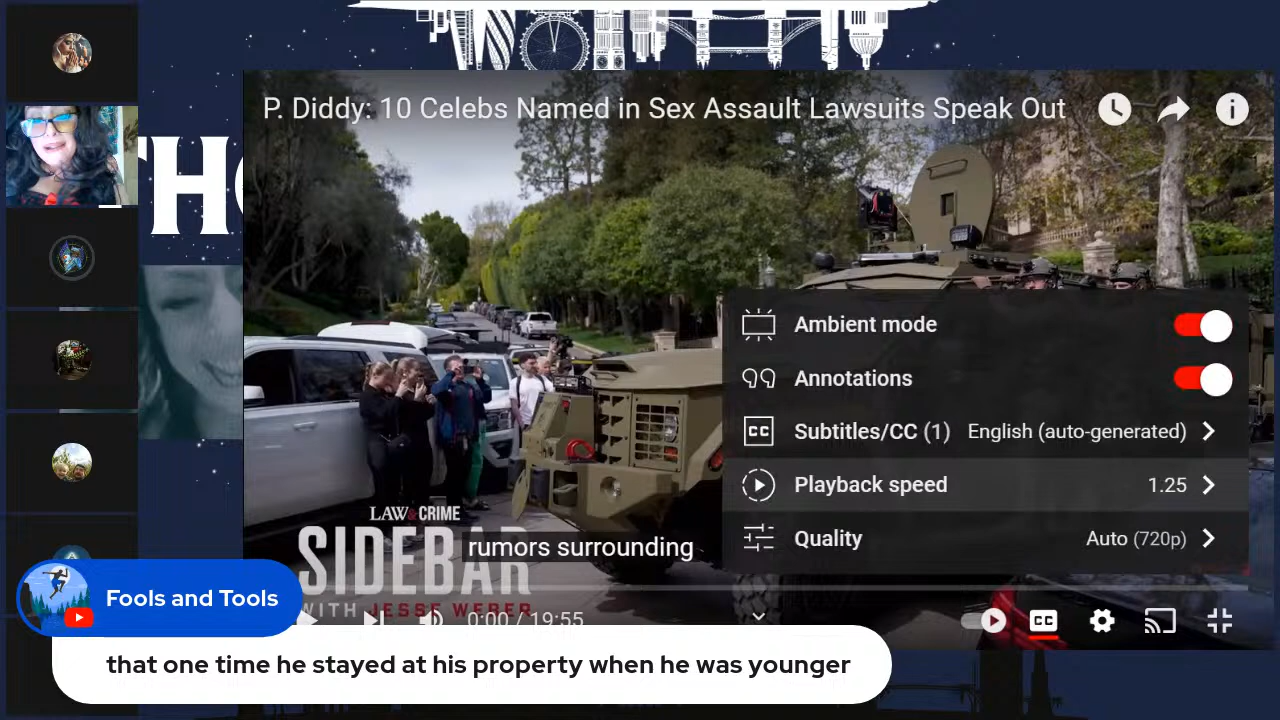 P. Diddy: 10 Celebs Named in Sex Assault Lawsuits Speak Out
TH
Ambient mode
Annotations
Subtitles/CC (1) English (auto-generated)
Playback speed 1.25
Quality Auto (720p)
LAW&CRIME
SIDEBAR
WITH JESSE WEBER
rumors surrounding
0:00 / 19:55
CC
Fools and Tools
that one time he stayed at his property when he was younger